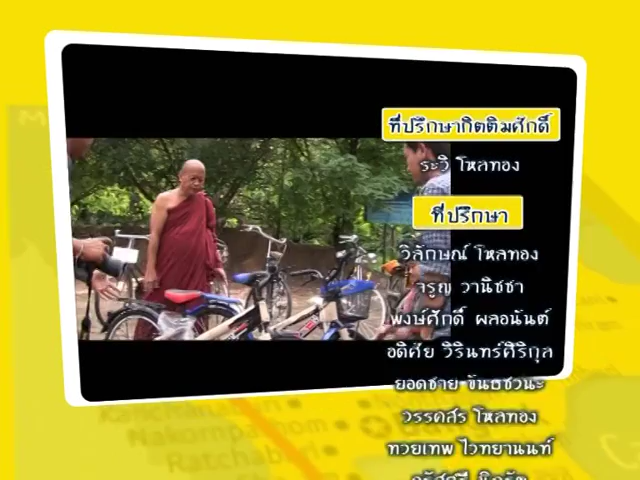 ที่ปรึกษากิตติมศักดิ์
ระวิ โหลทอง
ที่ปรึกษา
วิลักษณ์ โหลทอง
จรูญ วานิชชา
พงษ์ศักดิ์ ผลอนันต์
อดิศัย วิรินทร์ศิริกุล
ยอดชาย ขันธชวนะ
วรรคสร โหลทอง
ทวยเทพ ไวทยานนท์
Kanchanaburi
Nakornpathom
Ratchaburi